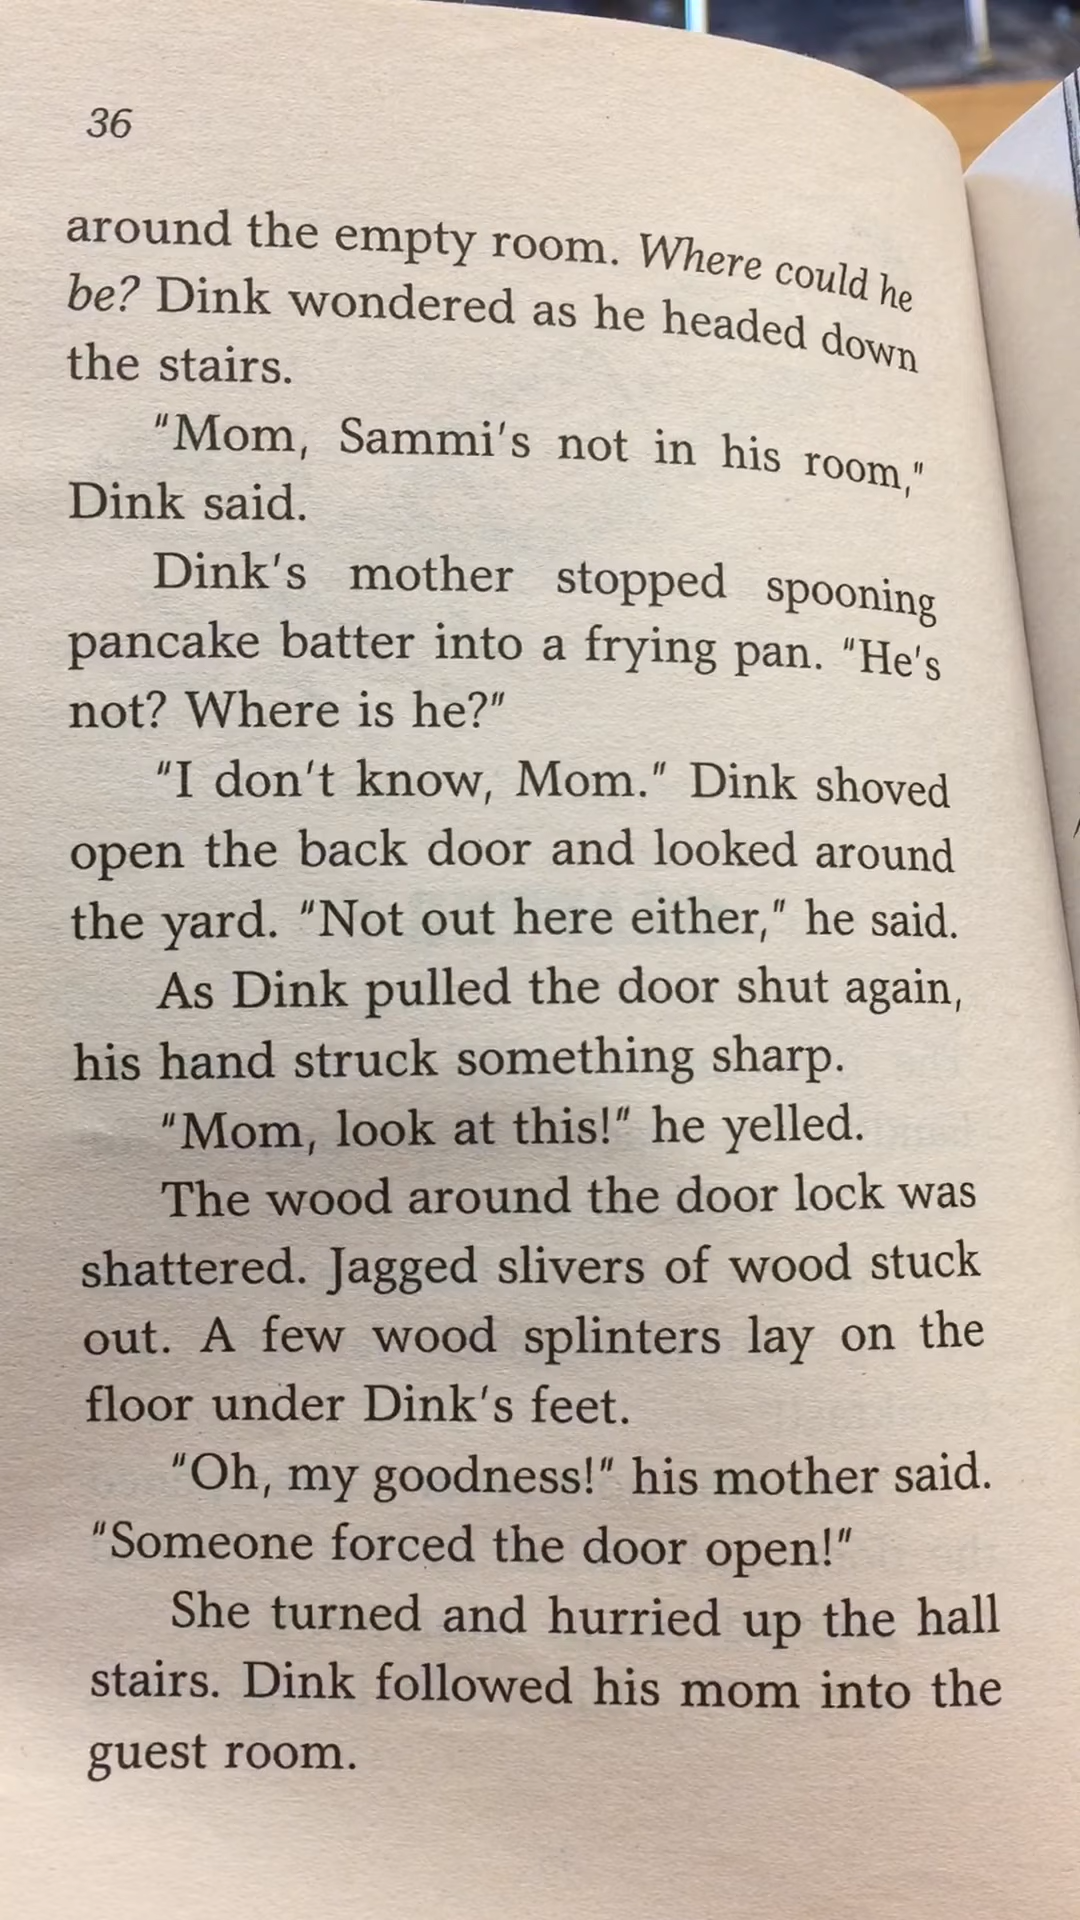 36
around the empty room. Where could he
be? Dink wondered as he headed down
the stairs.
"Mom, Sammi's not in his room,"
Dink said.
Dink's mother stopped spooning
pancake batter into a frying pan. "He's
not? Where is he?"
"I don't know, Mom." Dink shoved
open the back door and looked around
the yard. "Not out here either," he said.
As Dink pulled the door shut again,
his hand struck something sharp.
"Mom, look at this!" he yelled.
The wood around the door lock was
shattered. Jagged slivers of wood stuck
out. A few wood splinters lay on the
floor under Dink's feet.
"Oh, my goodness!" his mother said.
"Someone forced the door open!"
She turned and hurried up the hall
stairs. Dink followed his mom into the
guest room.